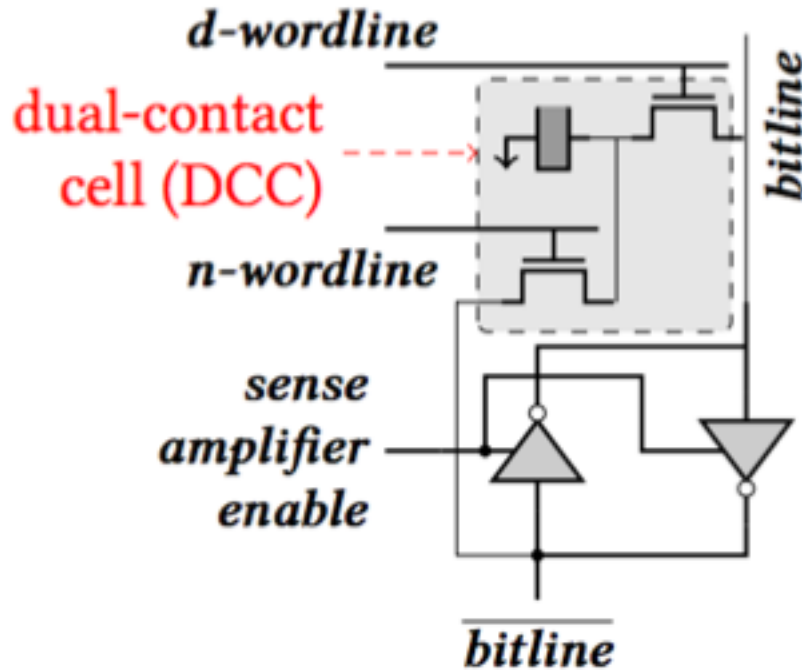 d-wordline
dual-contact
cell (DCC)
bitline
n-wordline
sense
amplifier
enable
bitline